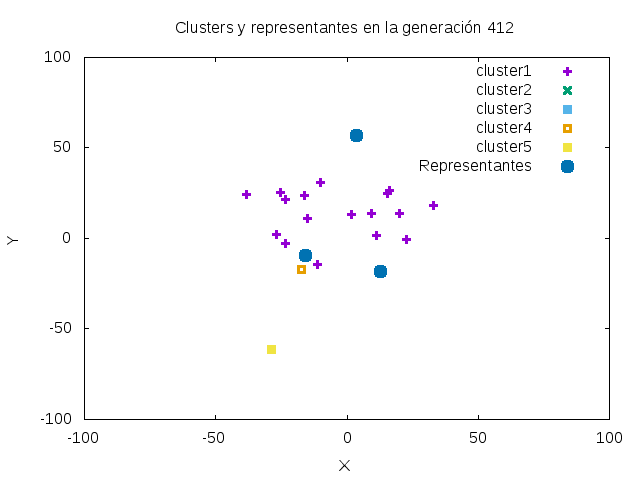 Clusters y representantes en la generación 412
100
50
0
-50
-100
-100
-50
0
50
100
X
Y
cluster1
cluster2
cluster3
cluster4
cluster5
Representantes